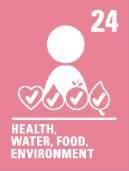 24
HEALTH,
WATER, FOOD,
ENVIRONMENT